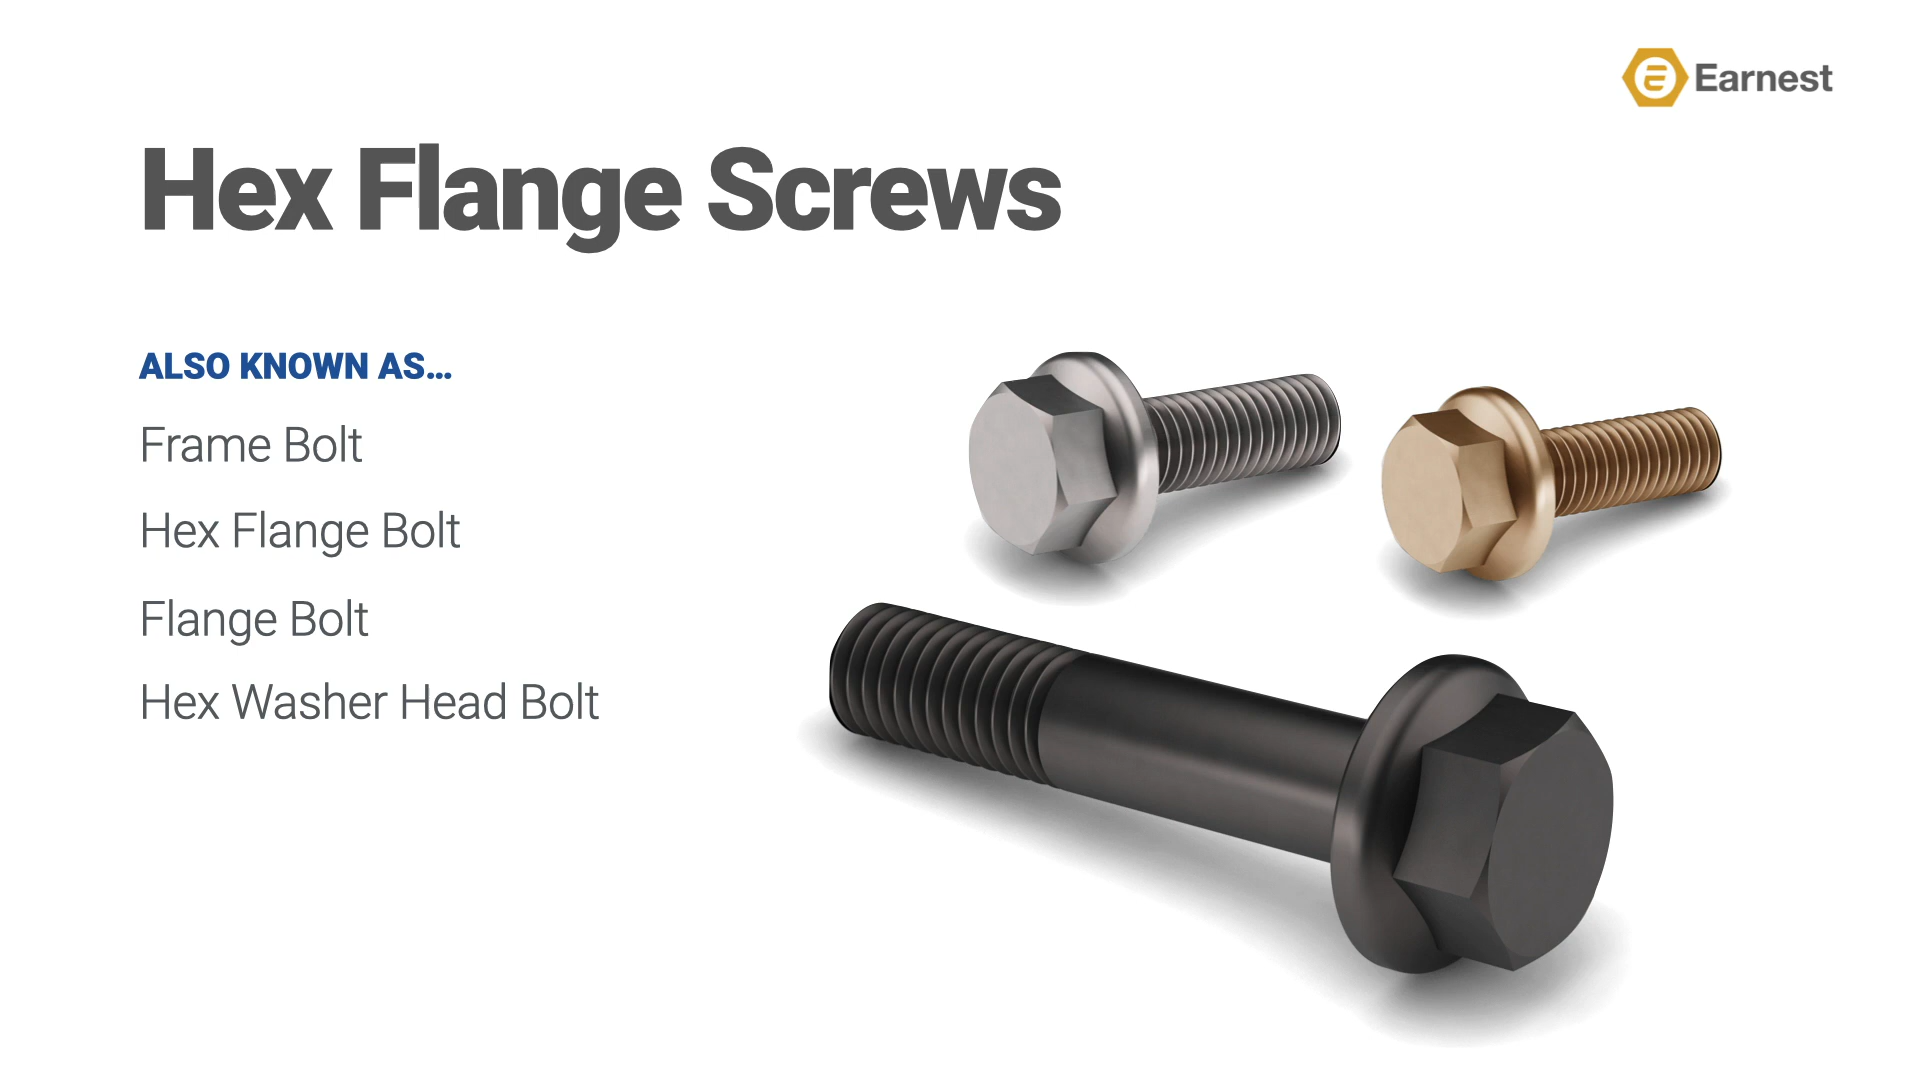 Earnest
Hex Flange Screws
ALSO KNOWN AS...
Frame Bolt
Hex Flange Bolt
Flange Bolt
Hex Washer Head Bolt